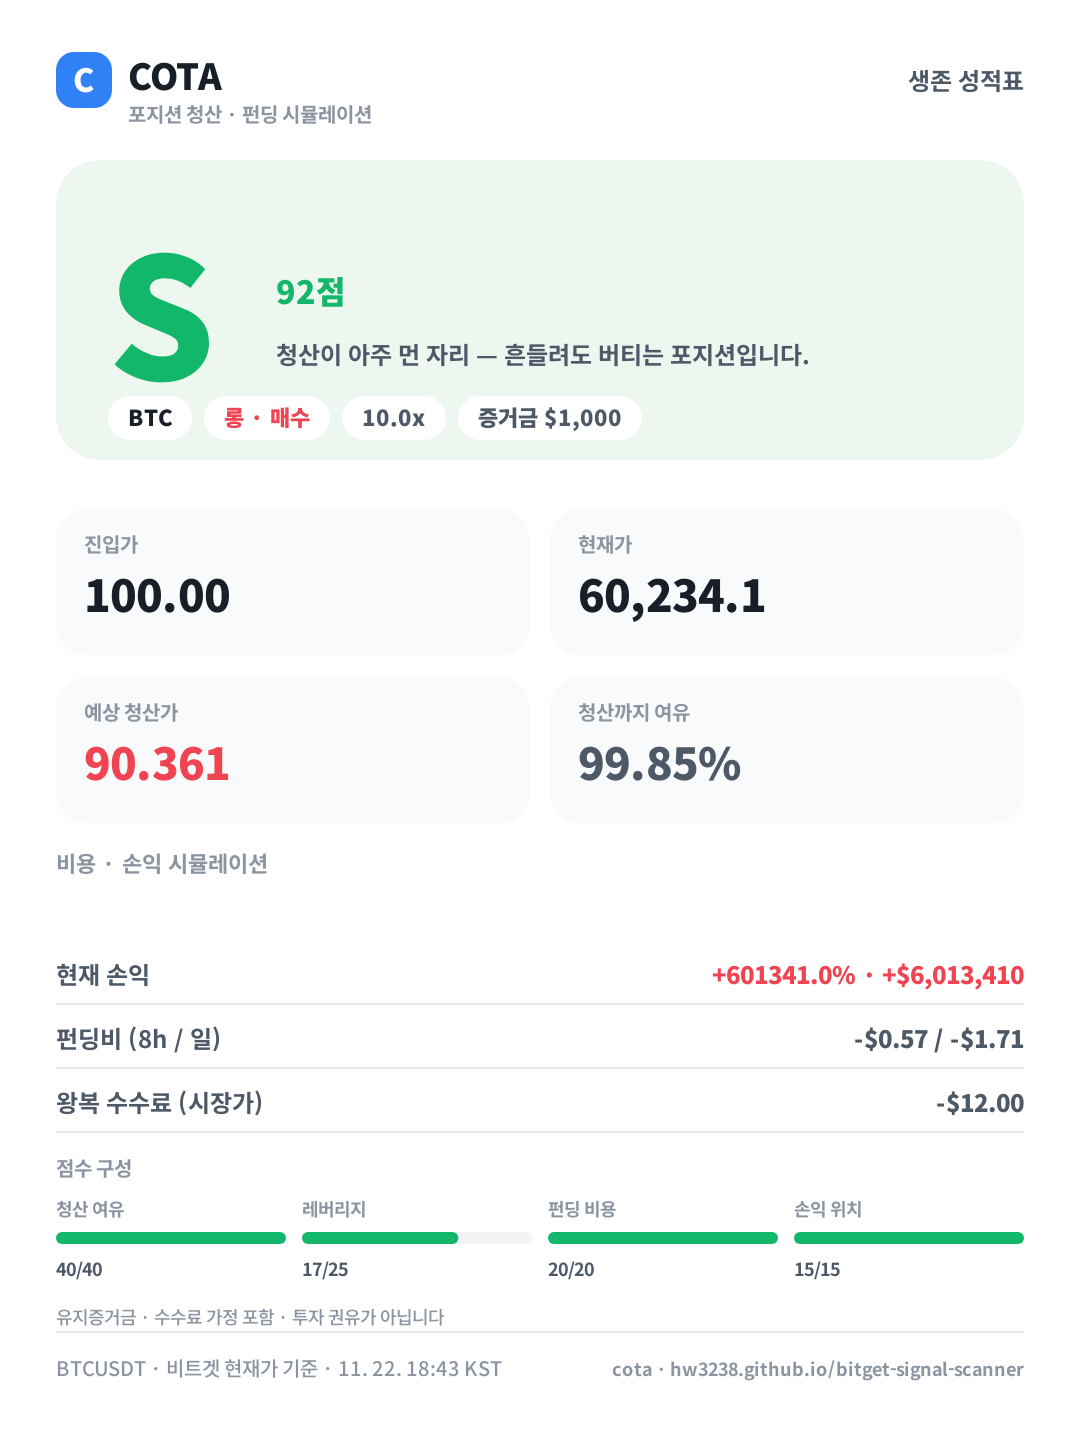 C
COTA
포지션 청산 · 펀딩 시뮬레이션
생존 성적표
S
92점
청산이 아주 먼 자리 — 흔들려도 버티는 포지션입니다.
BTC
롱 · 매수
10.0x
증거금 $1,000
진입가
100.00
현재가
60,234.1
예상 청산가
90.361
청산까지 여유
99.85%
비용 · 손익 시뮬레이션
현재 손익
+601341.0% · +$6,013,410
펀딩비 (8h / 일)
-$0.57 / -$1.71
왕복 수수료 (시장가)
-$12.00
점수 구성
청산 여유
40/40
레버리지
17/25
펀딩 비용
20/20
손익 위치
15/15
유지증거금 · 수수료 가정 포함 · 투자 권유가 아닙니다
BTCUSDT · 비트겟 현재가 기준 · 11. 22. 18:43 KST
cota · hw3238.github.io/bitget-signal-scanner